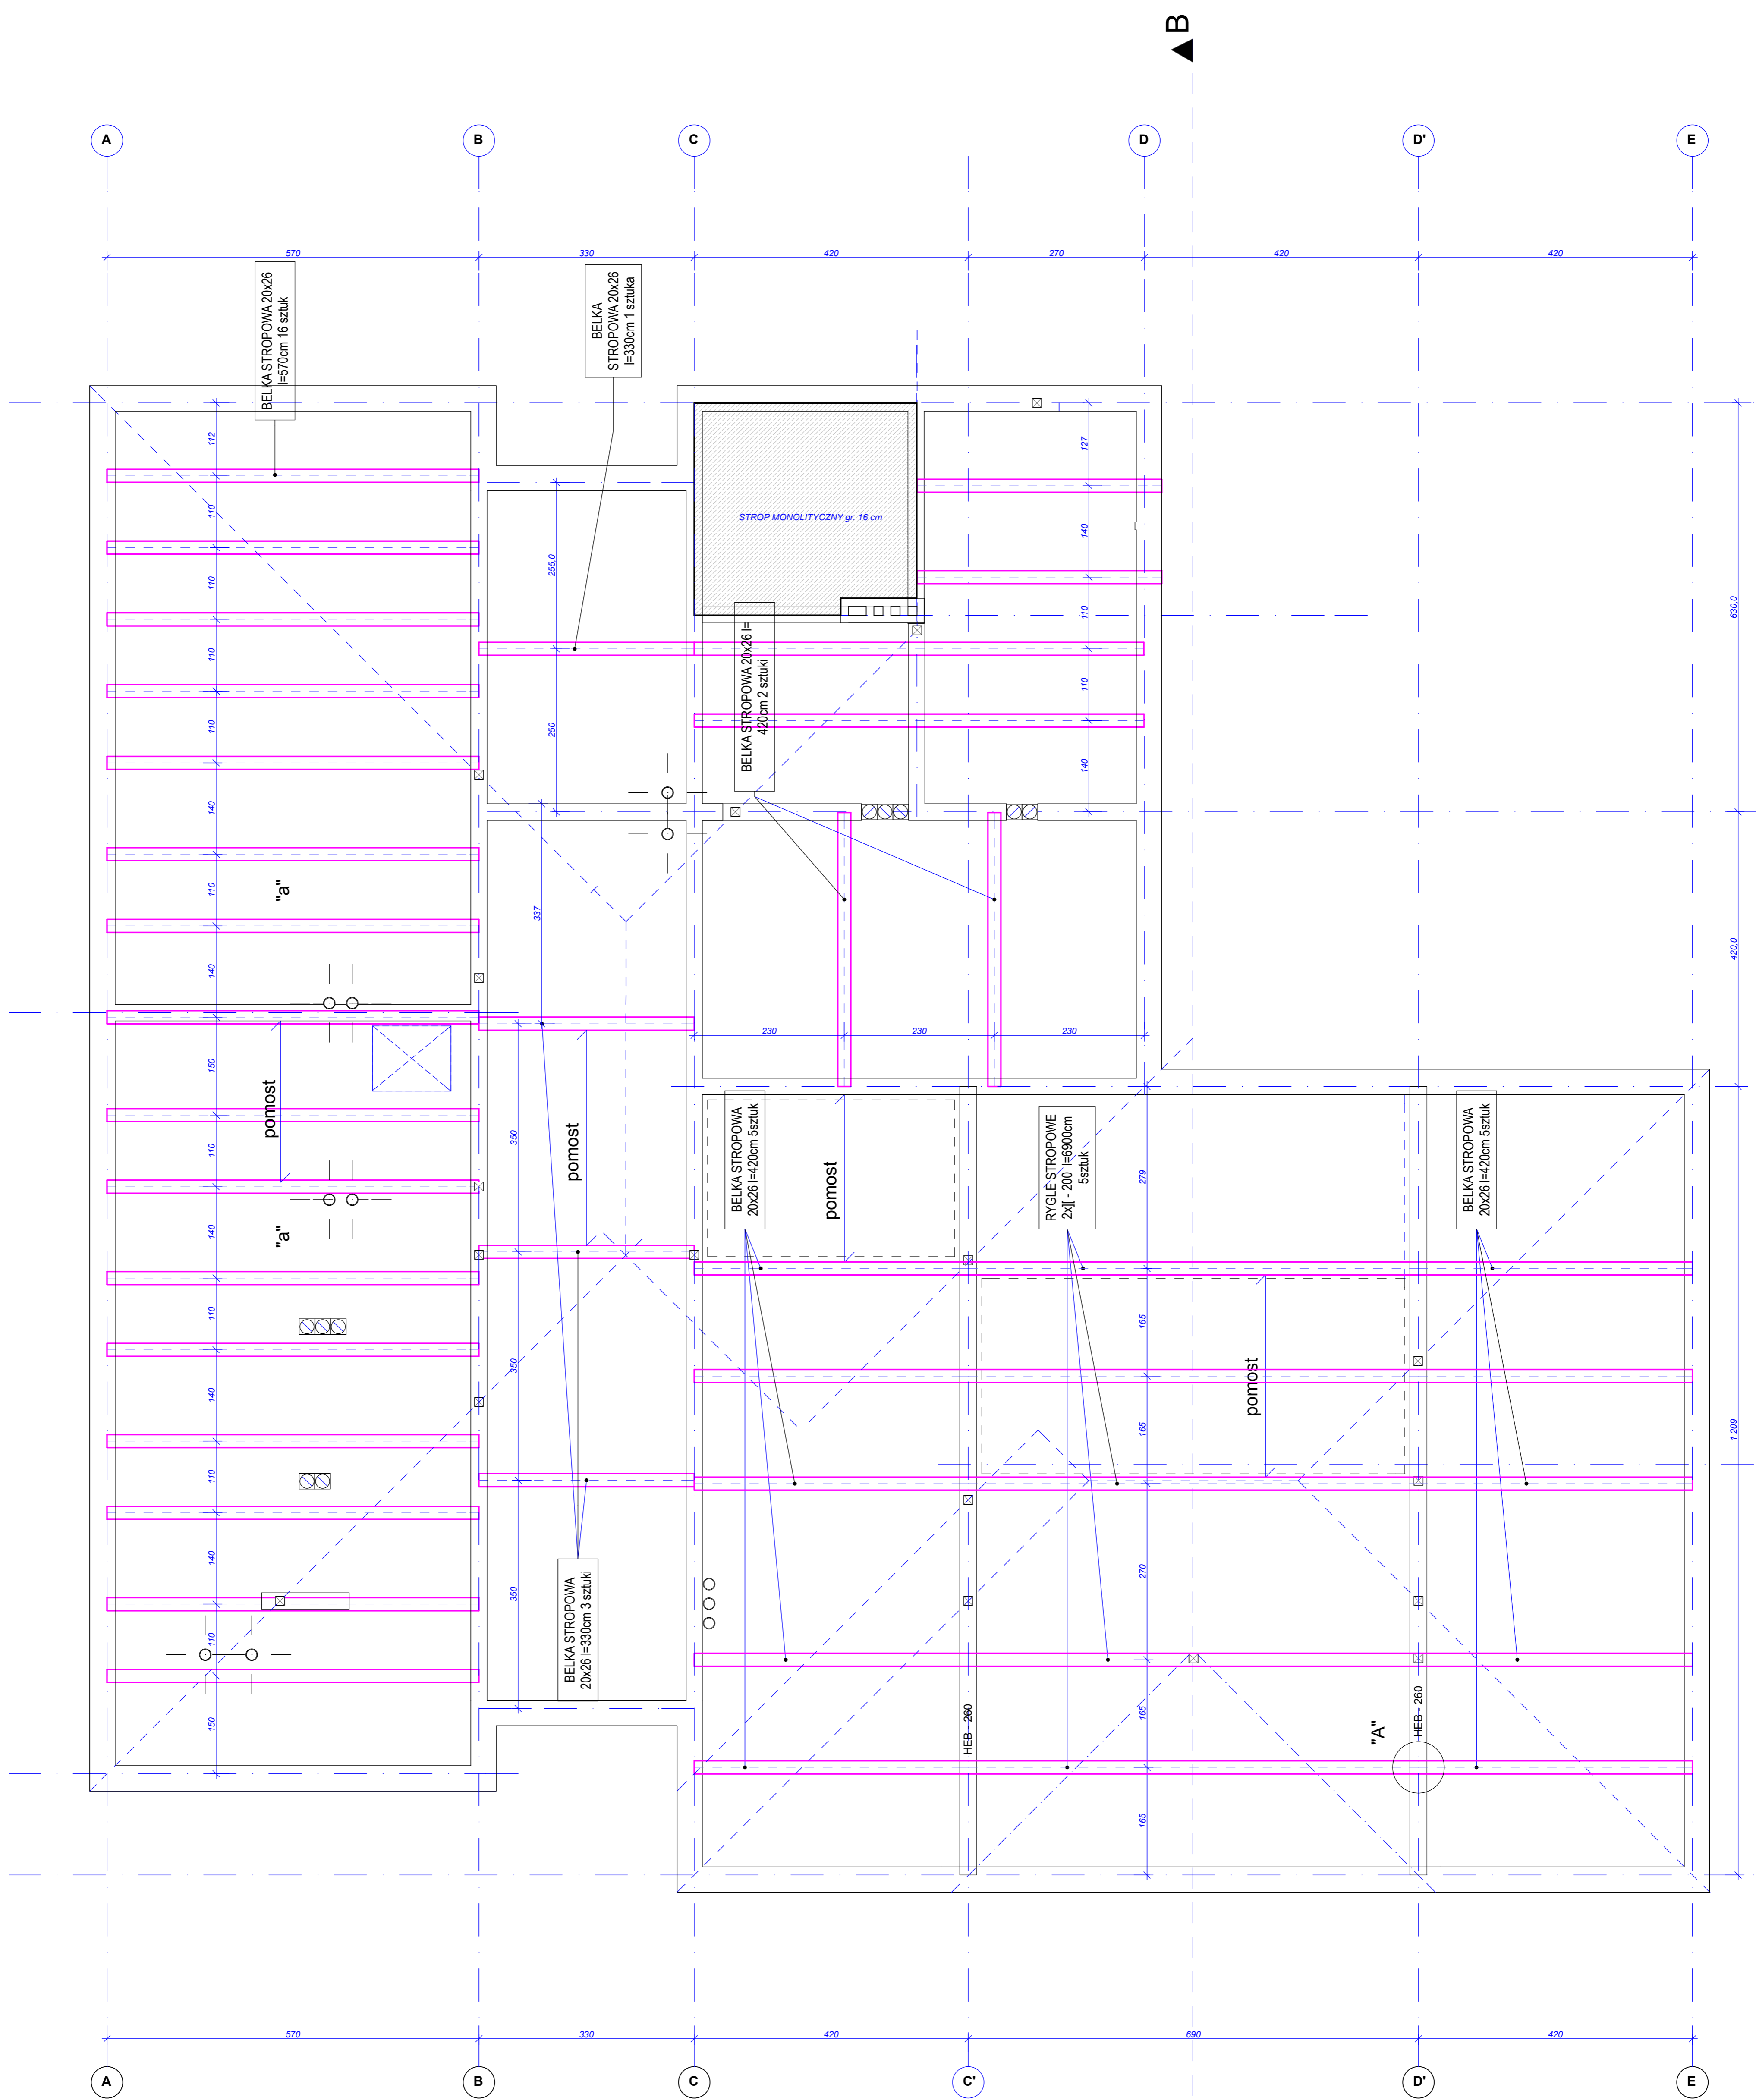 B
A
B
C
D
D'
E
570
330
420
270
420
420
BELKA STROPOWA 20x26
l=570cm 16 sztuk
BELKA
STROPOWA 20x26
l=330cm 1 sztuka
112
110
110
110
110
140
110
140
150
110
140
110
140
110
140
110
150
255,0
250
337
350
350
350
STROP MONOLITYCZNY gr. 16 cm
127
140
110
110
140
630,0
420,0
1 209
BELKA STROPOWA 20x26 l=
420cm 2 sztuki
"a"
"a"
pomost
pomost
pomost
pomost
230
230
230
BELKA STROPOWA
20x26 l=420cm 5sztuk
RYGLE STROPOWE
2x][ - 200 l=6900cm
5sztuk
BELKA STROPOWA
20x26 l=420cm 5sztuk
279
165
165
270
165
165
BELKA STROPOWA
20x26 l=330cm 3 sztuki
HEB - 260
HEB - 260
"A"
570
330
420
690
420
A
B
C
C'
D'
E